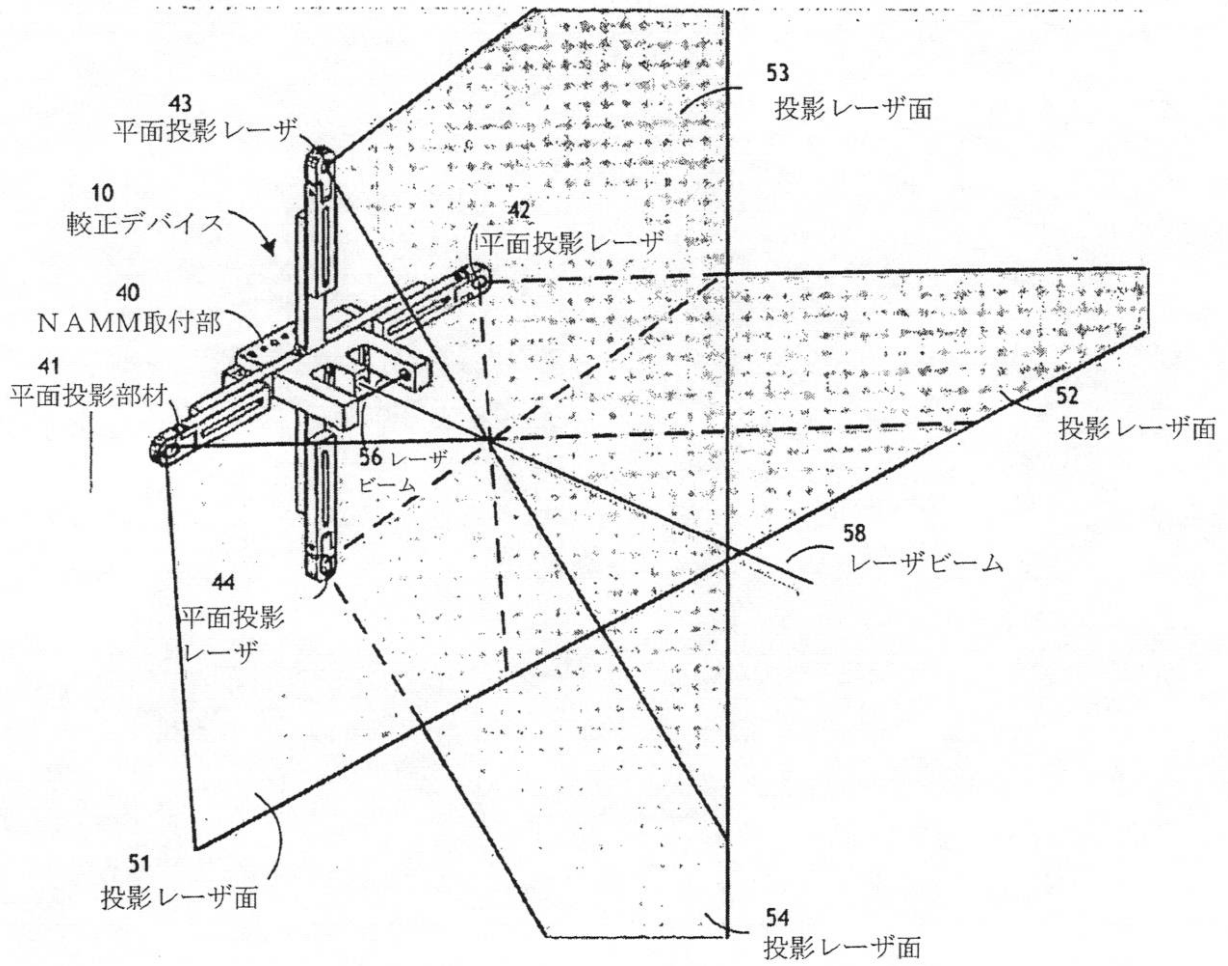 53
投影レーザ面
43
平面投影レーザ
10
較正デバイス
42
平面投影レーザ
40
NAMM取付部
41
平面投影部材
52
投影レーザ面
56 レーザ
ビーム
58
レーザビーム
44
平面投影
レーザ
51
投影レーザ面
54
投影レーザ面